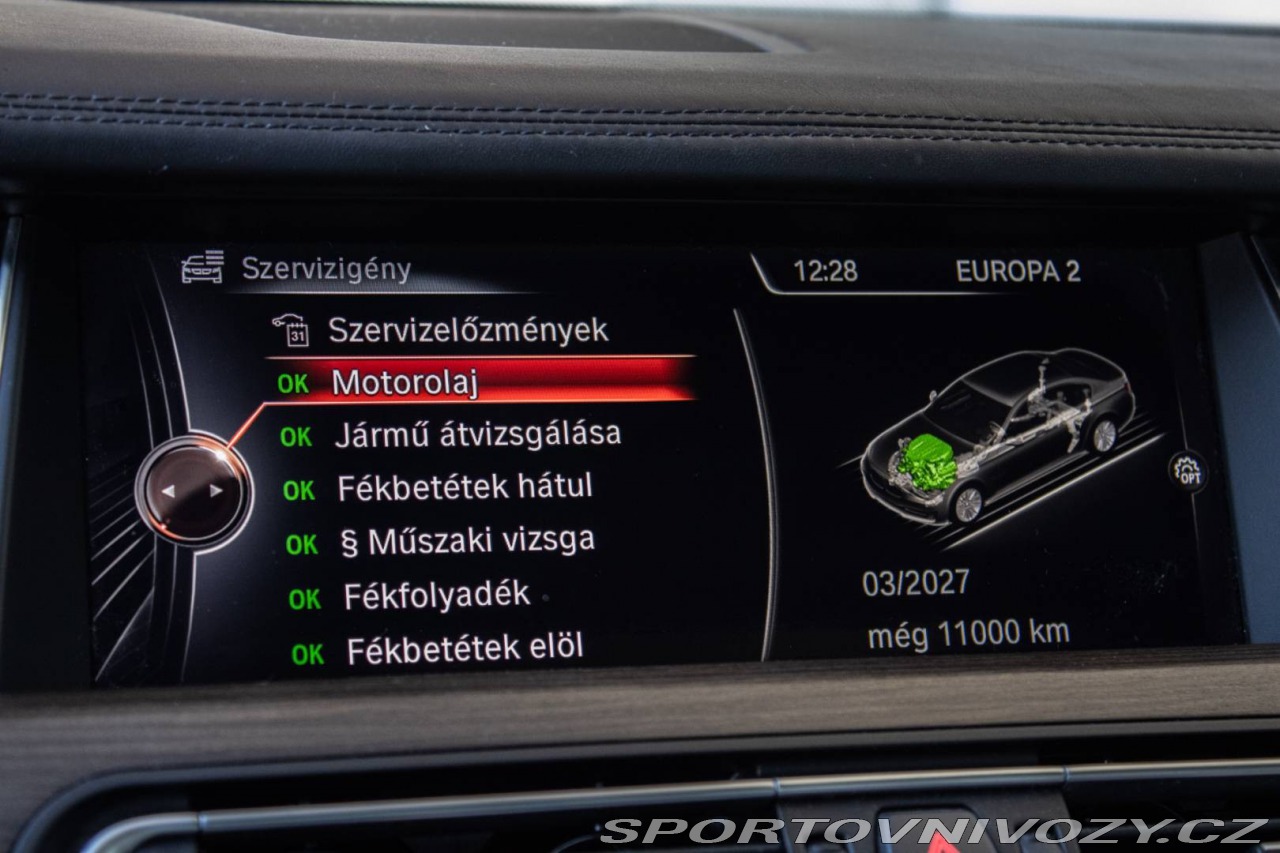 Szervizigény
12:28
EUROPA 2
31
Szervizelőzmények
OK Motorolaj
OK Jármű átvizsgálása
OK Fékbetétek hátul
OK § Műszaki vizsga
OK Fékfolyadék
OK Fékbetétek elöl
OPT
03/2027
még 11000 km
SPORTOVNIVOZY.CZ